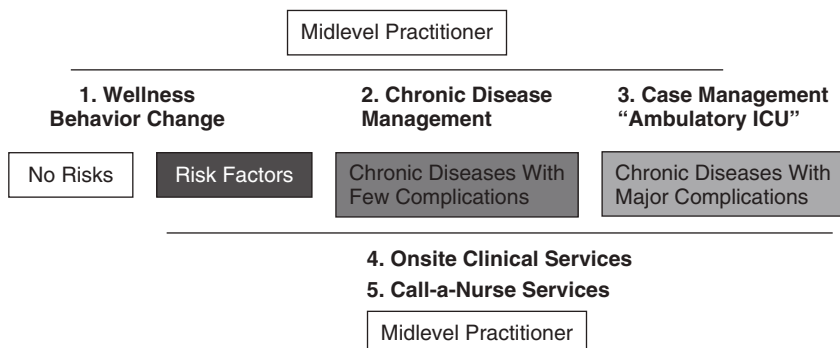 Midlevel Practitioner
1. Wellness
Behavior Change
2. Chronic Disease
Management
3. Case Management
“Ambulatory ICU”
No Risks
Risk Factors
Chronic Diseases With
Few Complications
Chronic Diseases With
Major Complications
4. Onsite Clinical Services
5. Call-a-Nurse Services
Midlevel Practitioner